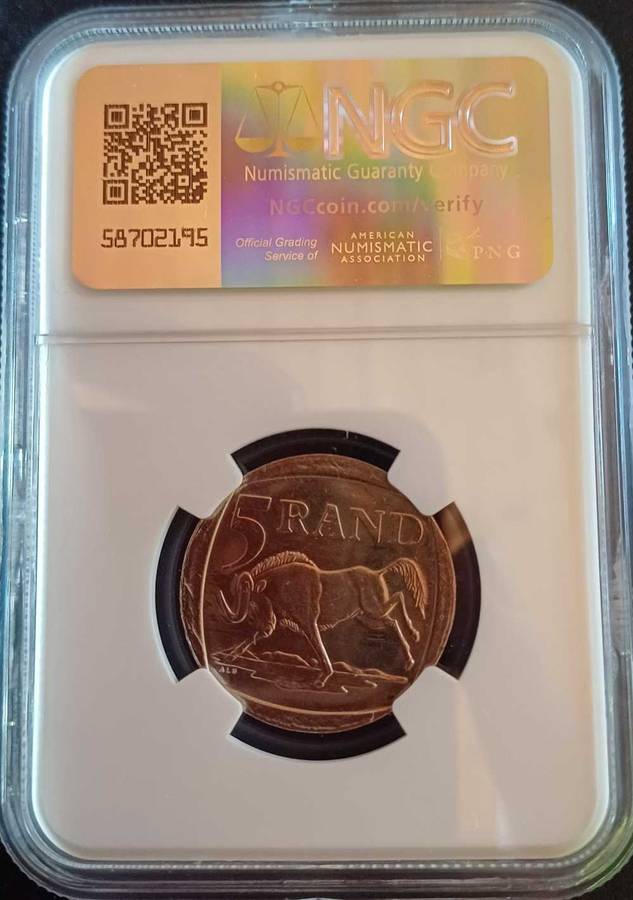 NGC
Numismatic Guaranty Company
NGCcoin.com/verify
58702195
Official Grading
Service of
AMERICAN
NUMISMATIC
ASSOCIATION
PNG
5 RAND
ALS